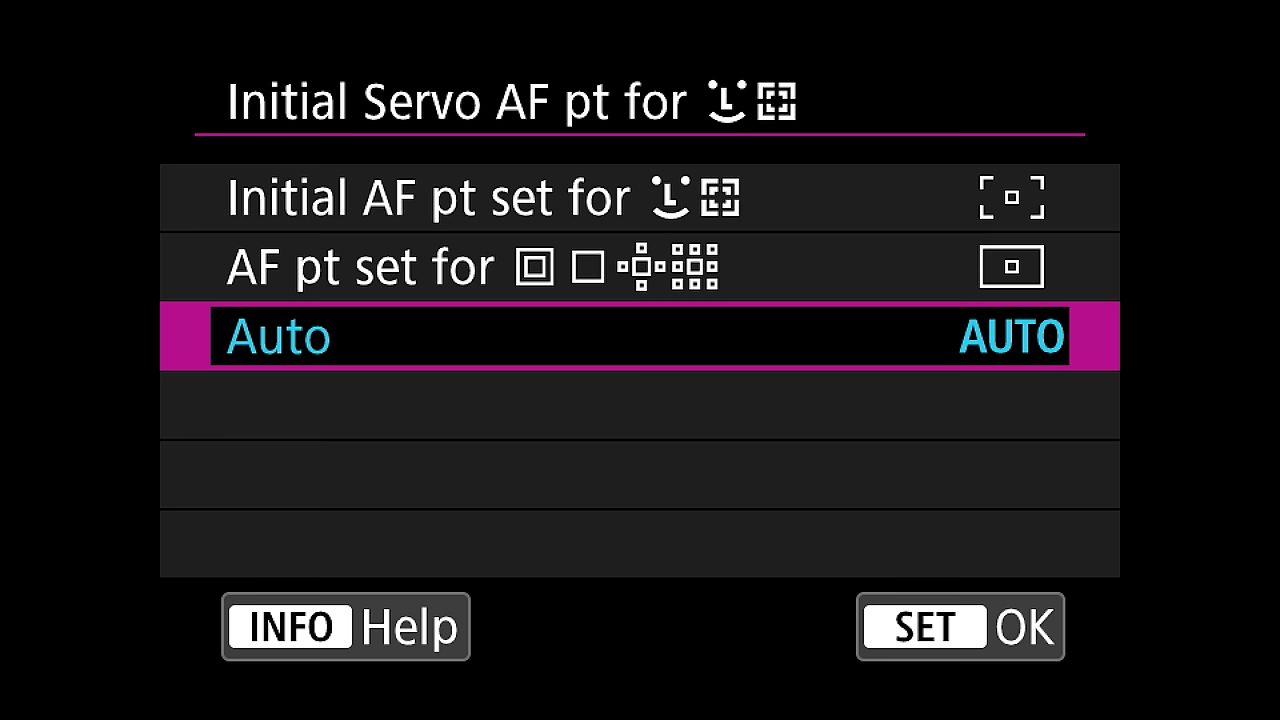 Initial Servo AF pt for
Initial AF pt set for
AF pt set for
Auto AUTO
INFO Help SET OK